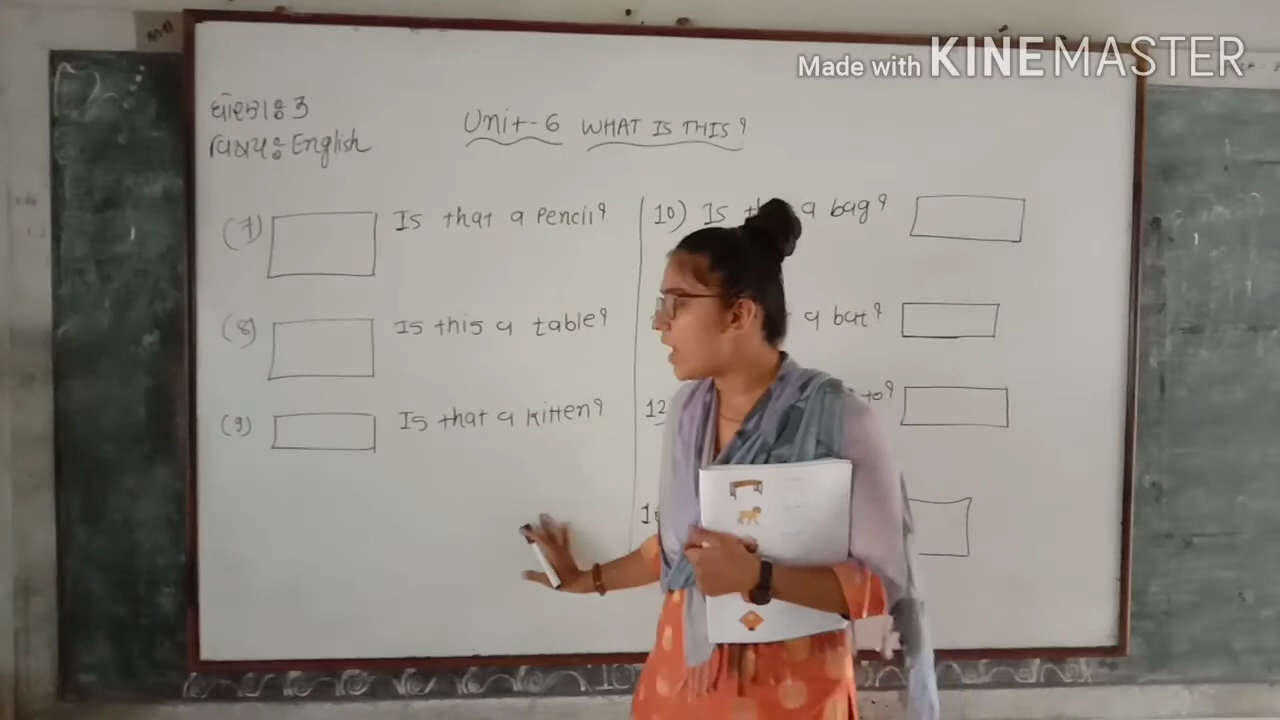 Made with KINEMASTER
ધોરણઃ 3
વિષયઃ English
Unit-6 WHAT IS THIS?
(7) Is that a pencil?
(8) Is this a table?
(9) Is that a kitten?
10) Is a bag?
a bat?
12